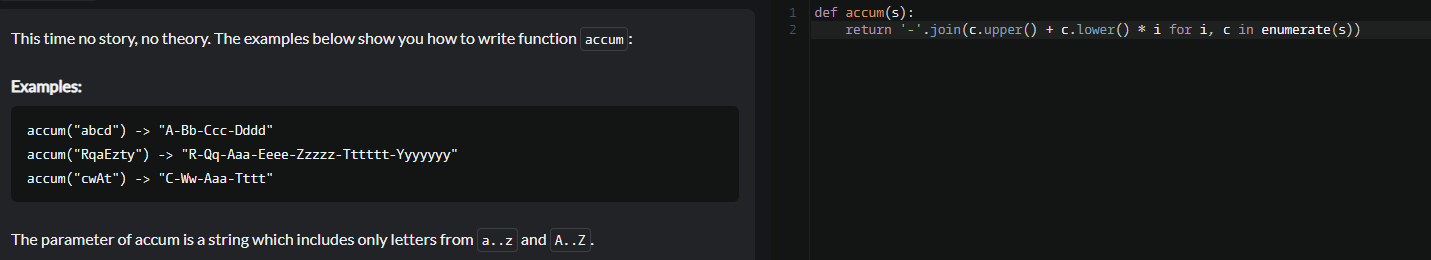 This time no story, no theory. The examples below show you how to write function accum:
Examples:
accum("abcd") -> "A-Bb-Ccc-Dddd"
accum("RqaEzty") -> "R-Qq-Aaa-Eeee-Zzzzz-Tttttt-Yyyyyyy"
accum("cwAt") -> "C-Ww-Aaa-Tttt"
The parameter of accum is a string which includes only letters from a..z and A..Z.
1 def accum(s):
2 return '-'.join(c.upper() + c.lower() * i for i, c in enumerate(s))